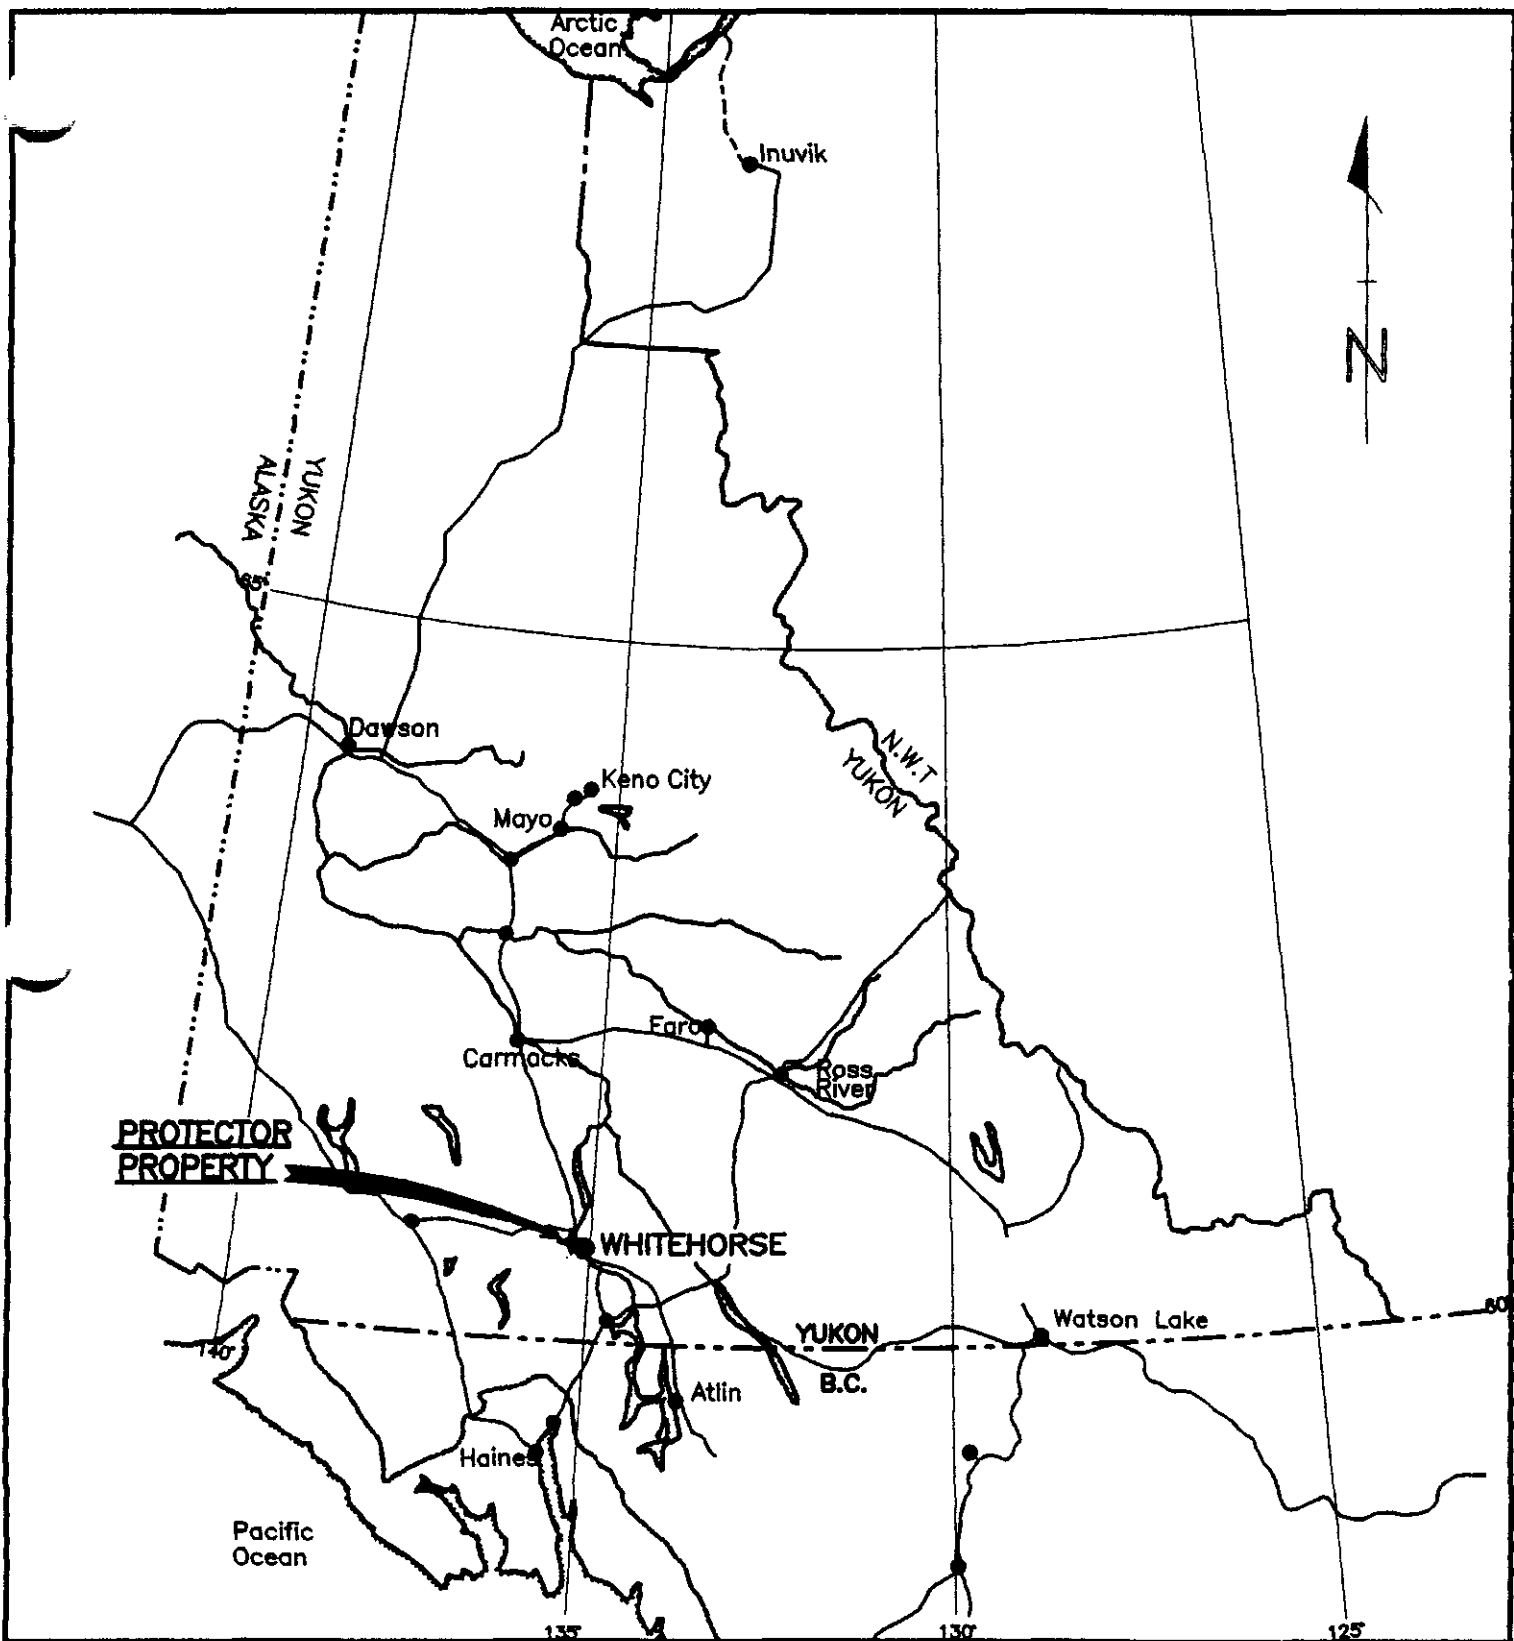 Arctic
Ocean
Inuvik
N
YUKON
ALASKA
65°
Dawson
N.W.T
YUKON
Keno City
Mayo
Faro
Carmacks
Ross
River
PROTECTOR
PROPERTY
WHITEHORSE
60°
Watson Lake
YUKON
140°
B.C.
Atlin
Haines
Pacific
Ocean
135°
130°
125°